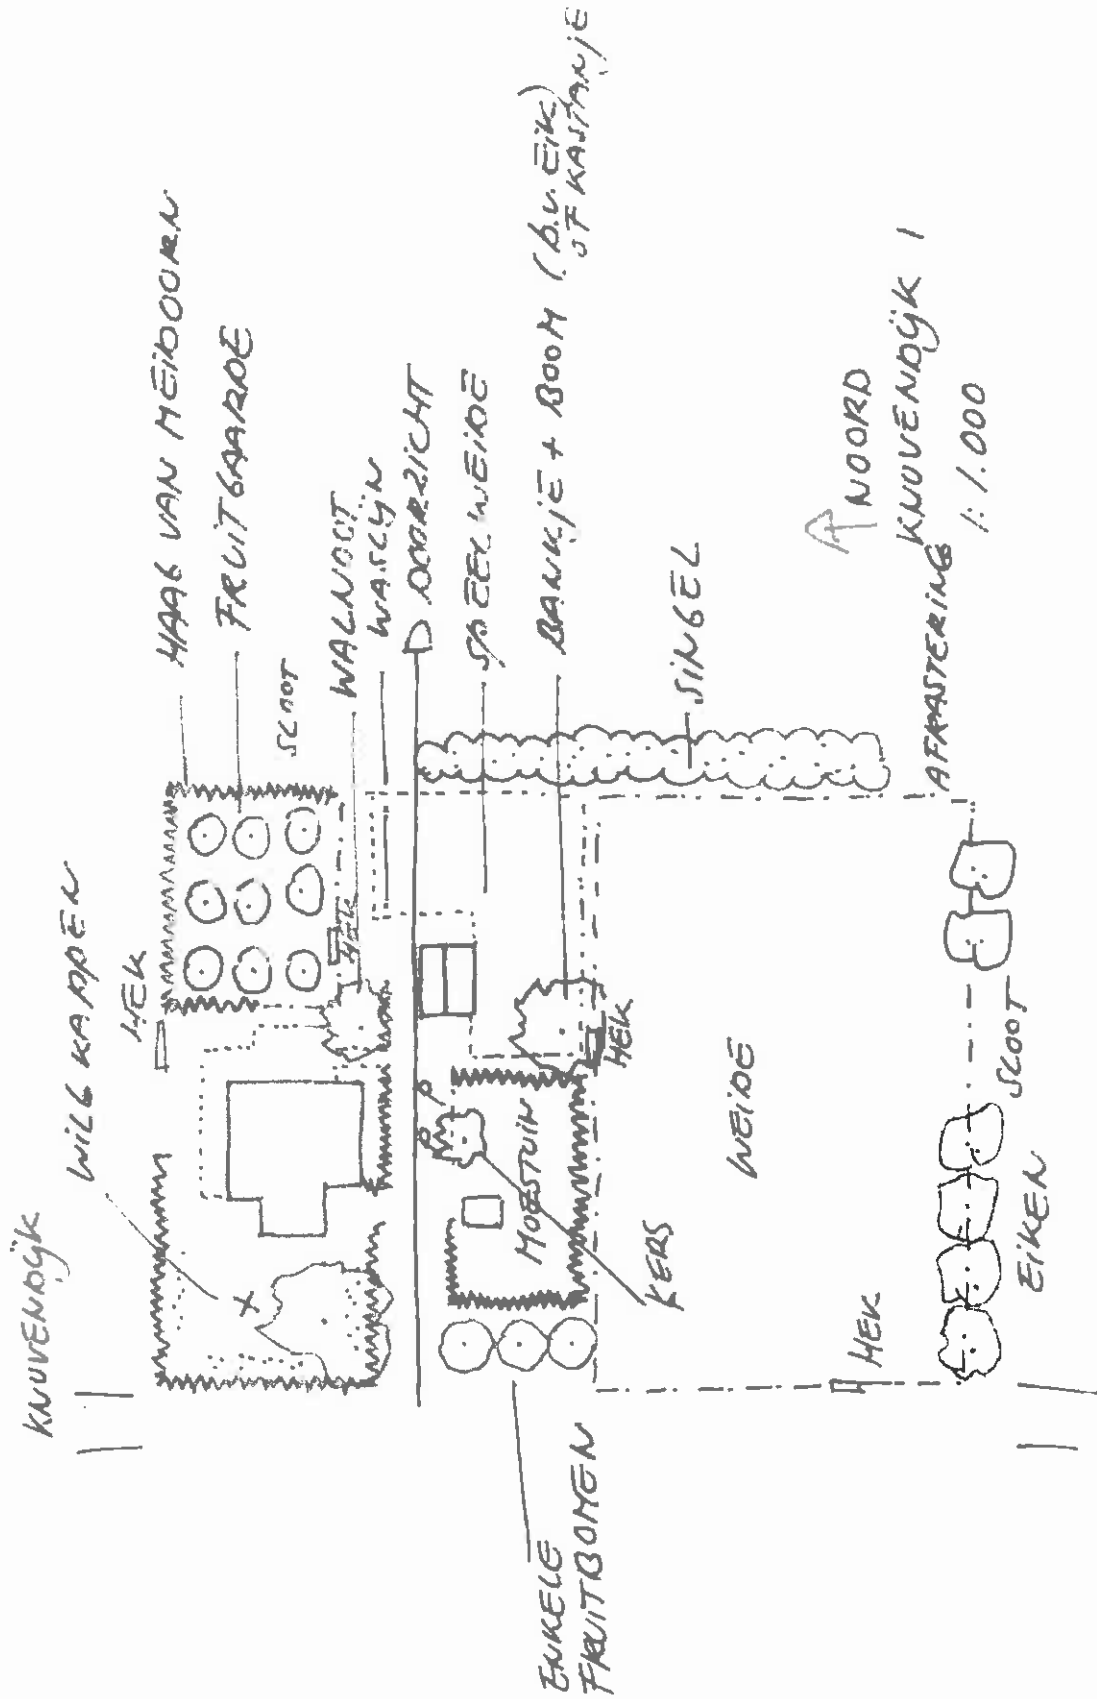 KNUVENDIJK
WILG KAPPEN
HEK
HAAG VAN MEIDOORN
FRUITGAARDE
SLOOT
WALNOOT
WASLIJN
HEK
DOORZICHT
SPEELWEIDE
BANKJE + BOOM (B.V. EIK)
OF KASTANJE
MOESTUIN
HEK
KERS
ENKELE
FRUITBOMEN
SINGEL
WEIDE
HEK
EIKEN
SLOOT
AFRASTERING
NOORD
KNUVENDIJK 1
1:1.000